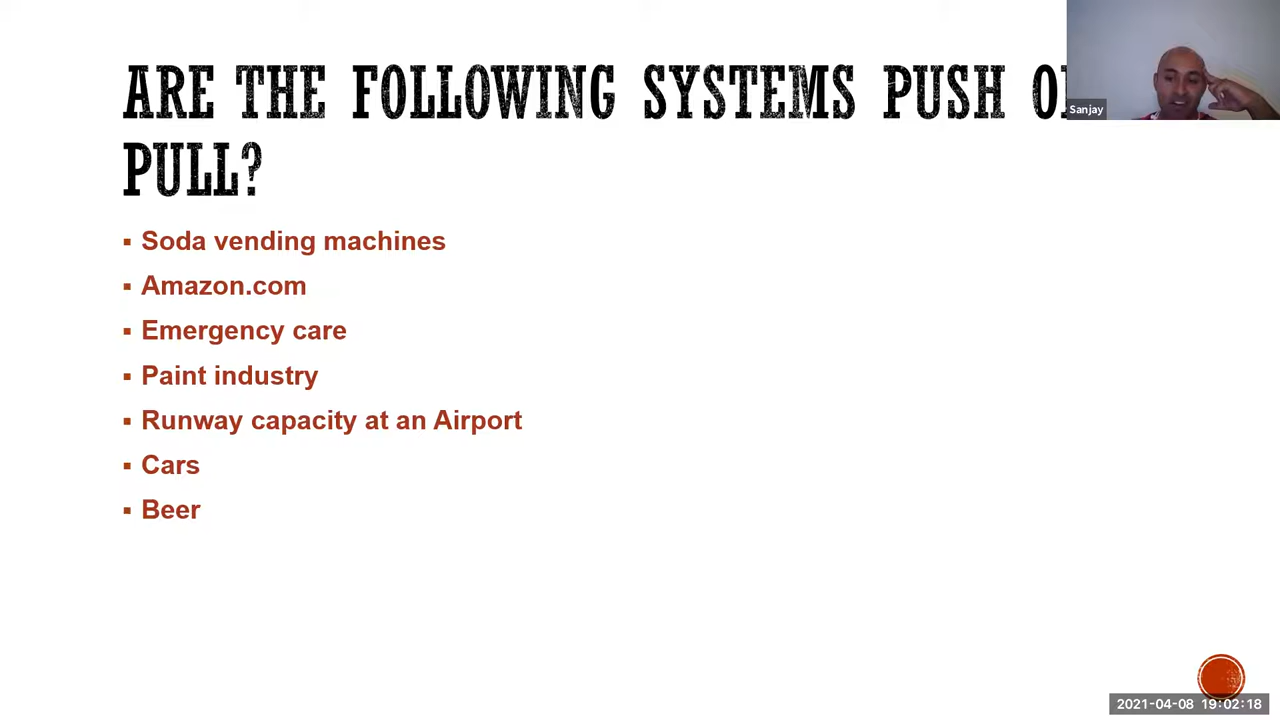 ARE THE FOLLOWING SYSTEMS PUSH
PULL?
Sanjay
▪ Soda vending machines
▪ Amazon.com
▪ Emergency care
▪ Paint industry
▪ Runway capacity at an Airport
▪ Cars
▪ Beer
2021-04-08 19:02:18